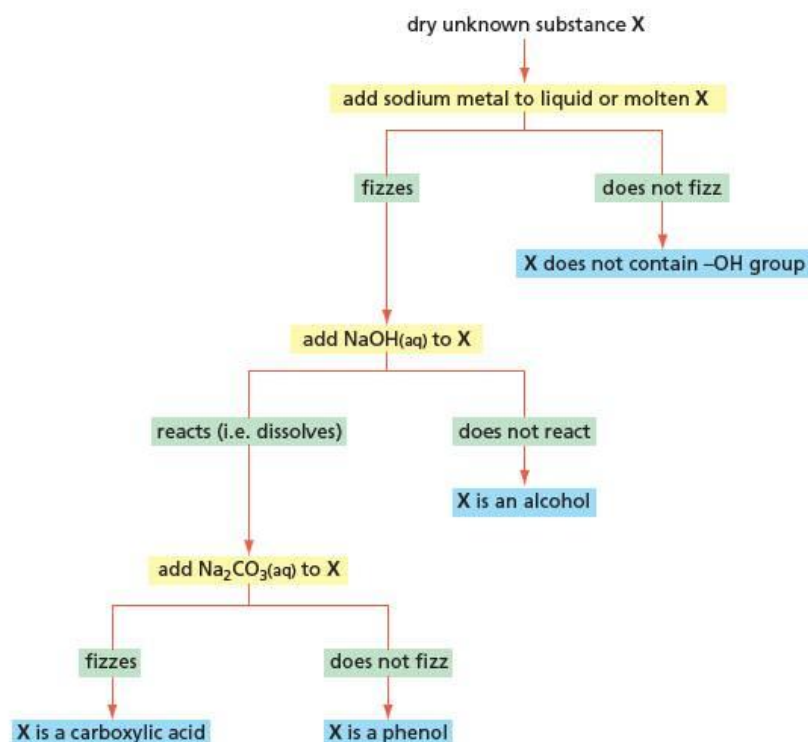 dry unknown substance X
add sodium metal to liquid or molten X
fizzes
does not fizz
X does not contain –OH group
add NaOH(aq) to X
reacts (i.e. dissolves)
does not react
X is an alcohol
add Na₂CO₃(aq) to X
fizzes
does not fizz
X is a carboxylic acid
X is a phenol